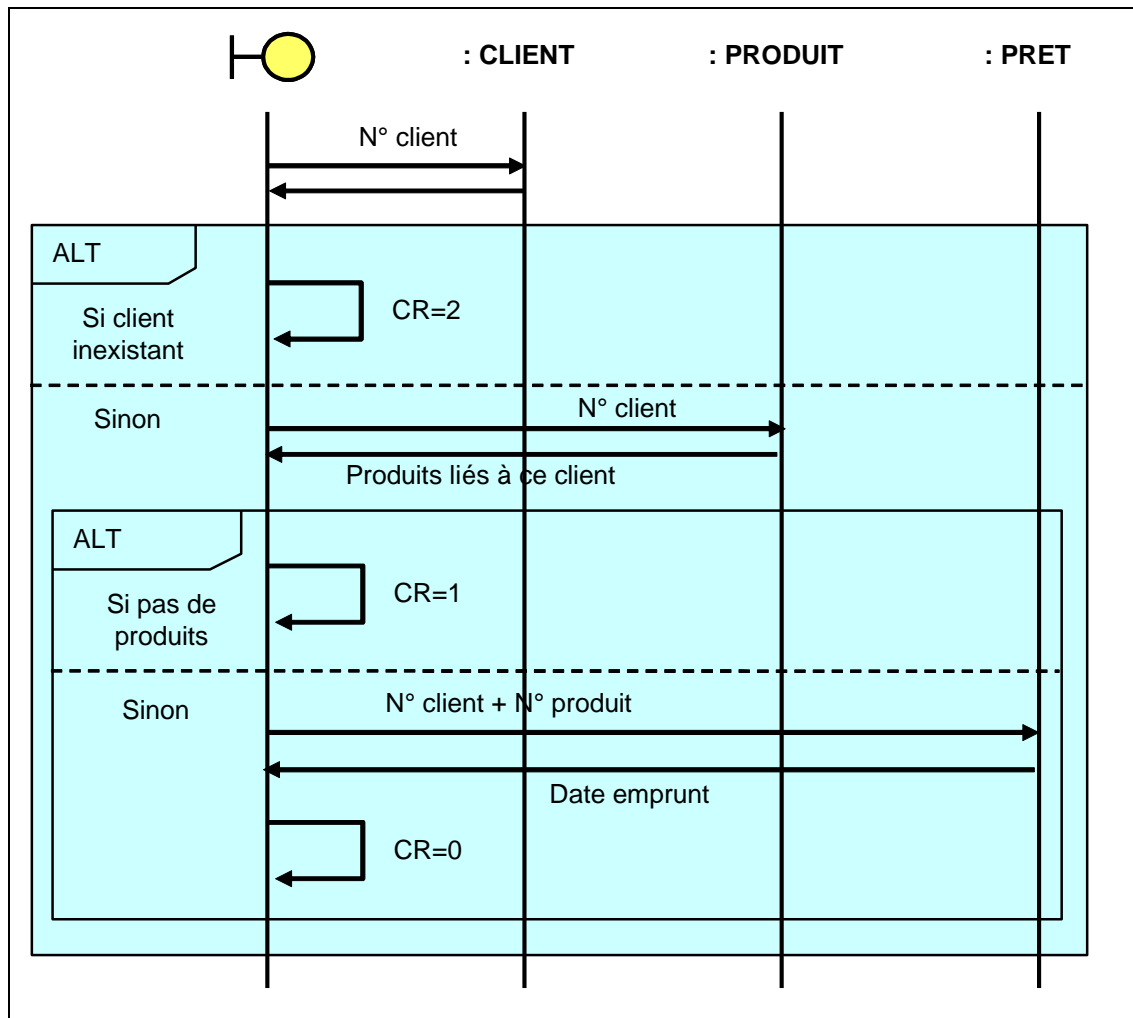 : CLIENT
: PRODUIT
: PRET
N° client
ALT
CR=2
Si client
inexistant
Sinon
N° client
Produits liés à ce client
ALT
CR=1
Si pas de
produits
Sinon
N° client + N° produit
Date emprunt
CR=0